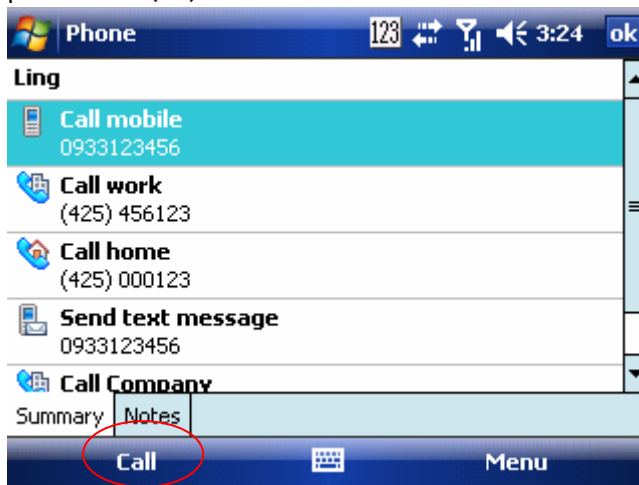 Phone 123 3:24 ok
Ling
Call mobile
0933123456
Call work
(425) 456123
Call home
(425) 000123
Send text message
0933123456
Call Company
Summary Notes
Call Menu